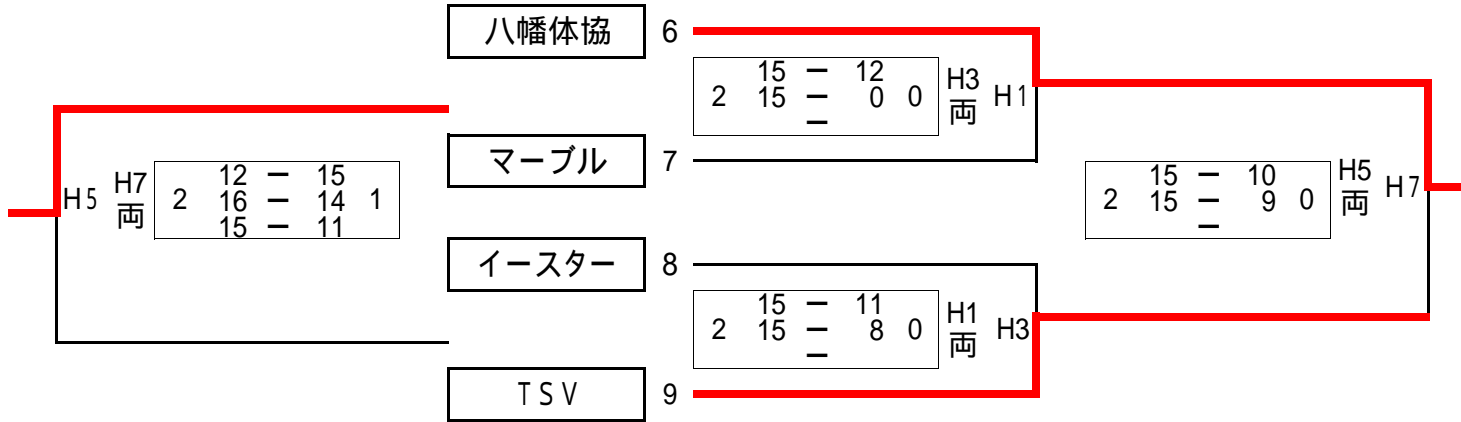 八幡体協 6
15 ー 12
2 15 ー 0 0 H3 両 H1
ー
マーブル 7
H5 H7 両
12 ー 15
2 16 ー 14 1
15 ー 11
15 ー 10
2 15 ー 9 0 H5 両 H7
ー
イースター 8
15 ー 11
2 15 ー 8 0 H1 両 H3
ー
TSV 9